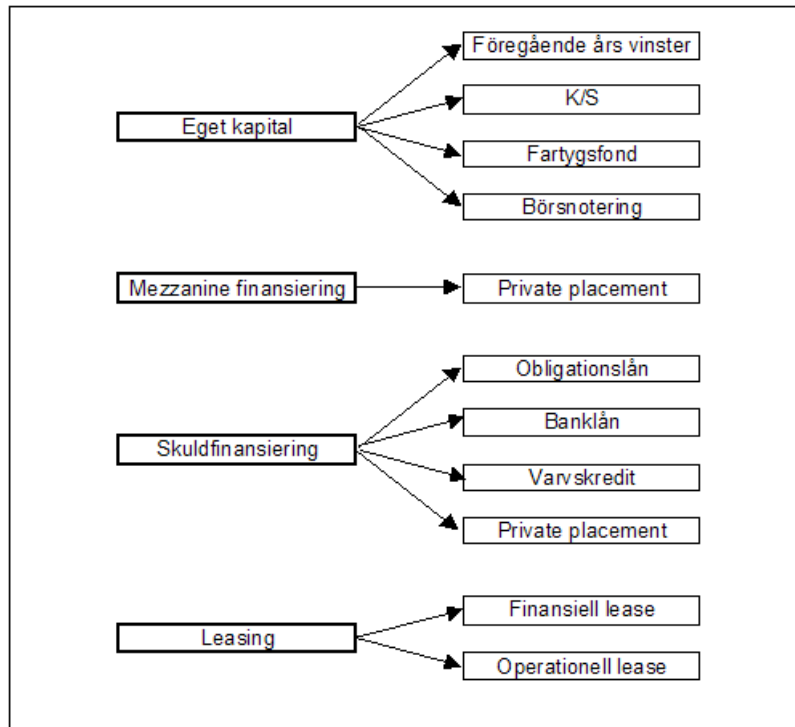 Föregående års vinster
K/S
Eget kapital
Fartygsfond
Börsnotering
Mezzanine finansiering
Private placement
Obligationslån
Banklån
Skuldfinansiering
Varvskredit
Private placement
Finansiell lease
Leasing
Operationell lease